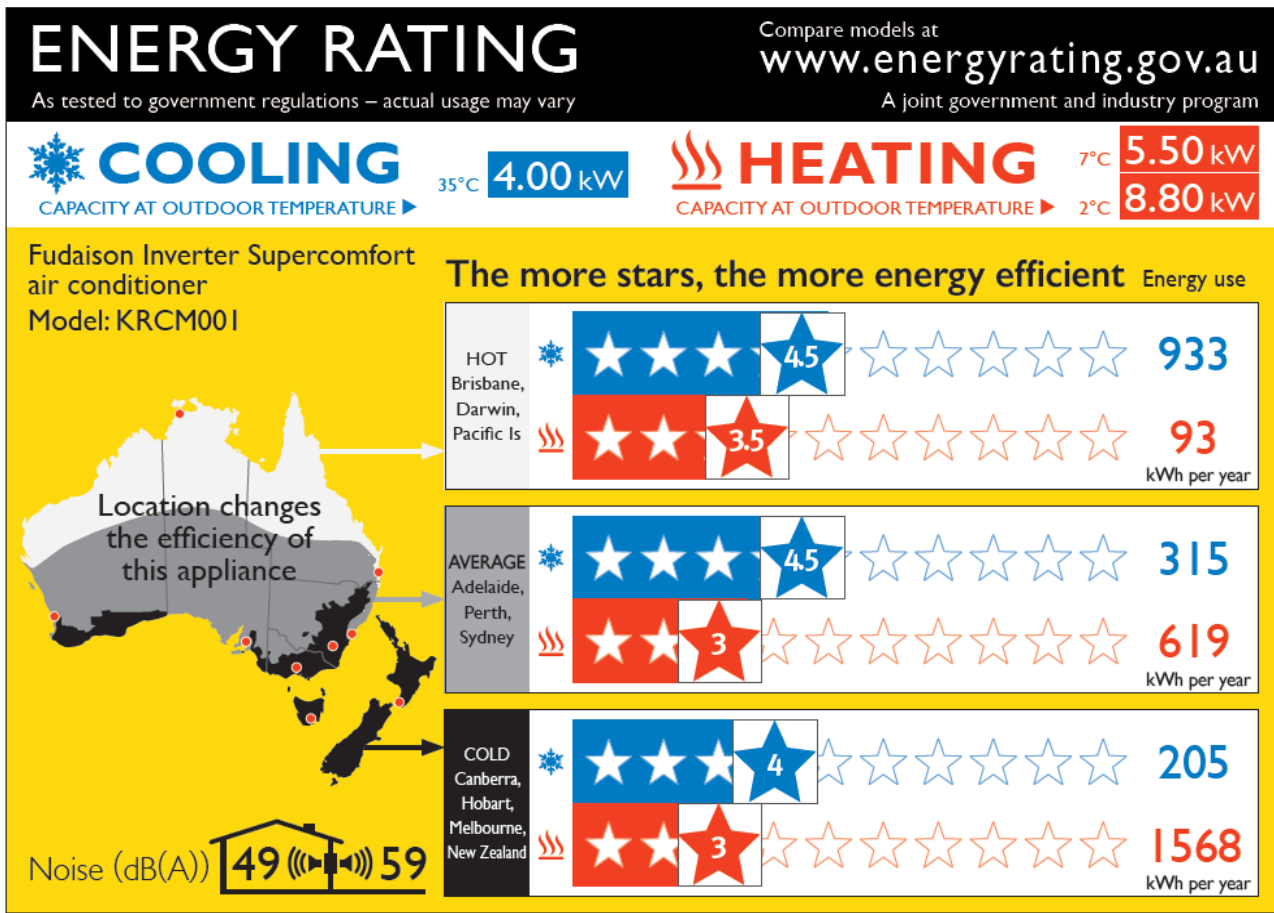 ENERGY RATING
As tested to government regulations – actual usage may vary
Compare models at
www.energyrating.gov.au
A joint government and industry program
COOLING
CAPACITY AT OUTDOOR TEMPERATURE
35°C 4.00 kW
HEATING
CAPACITY AT OUTDOOR TEMPERATURE
7°C 5.50 kW
2°C 8.80 kW
Fudaison Inverter Supercomfort
air conditioner
Model: KRCM001
Location changes
the efficiency of
this appliance
Noise (dB(A)) 49 59
The more stars, the more energy efficient Energy use
HOT
Brisbane,
Darwin,
Pacific Is
4.5 933
3.5 93
kWh per year
AVERAGE
Adelaide,
Perth,
Sydney
4.5 315
3 619
kWh per year
COLD
Canberra,
Hobart,
Melbourne,
New Zealand
4 205
3 1568
kWh per year